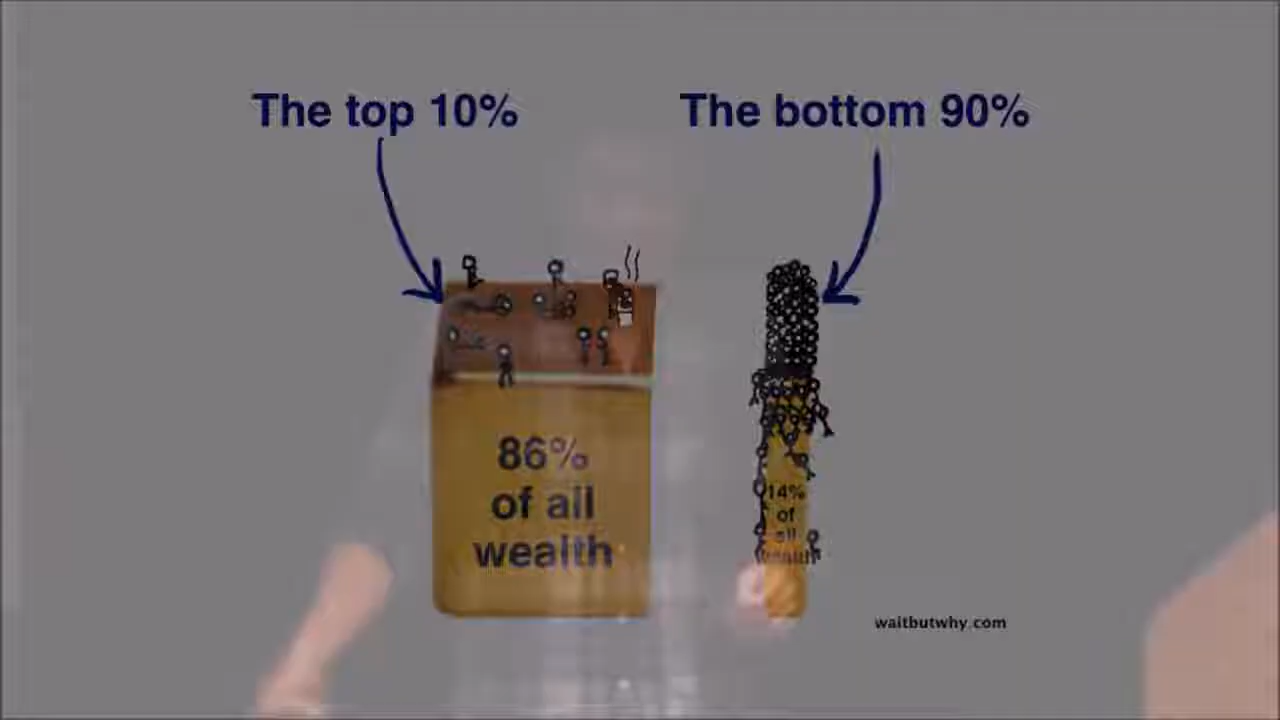 The top 10%
The bottom 90%
86%
of all
wealth
14%
of
all
wealth
waitbutwhy.com